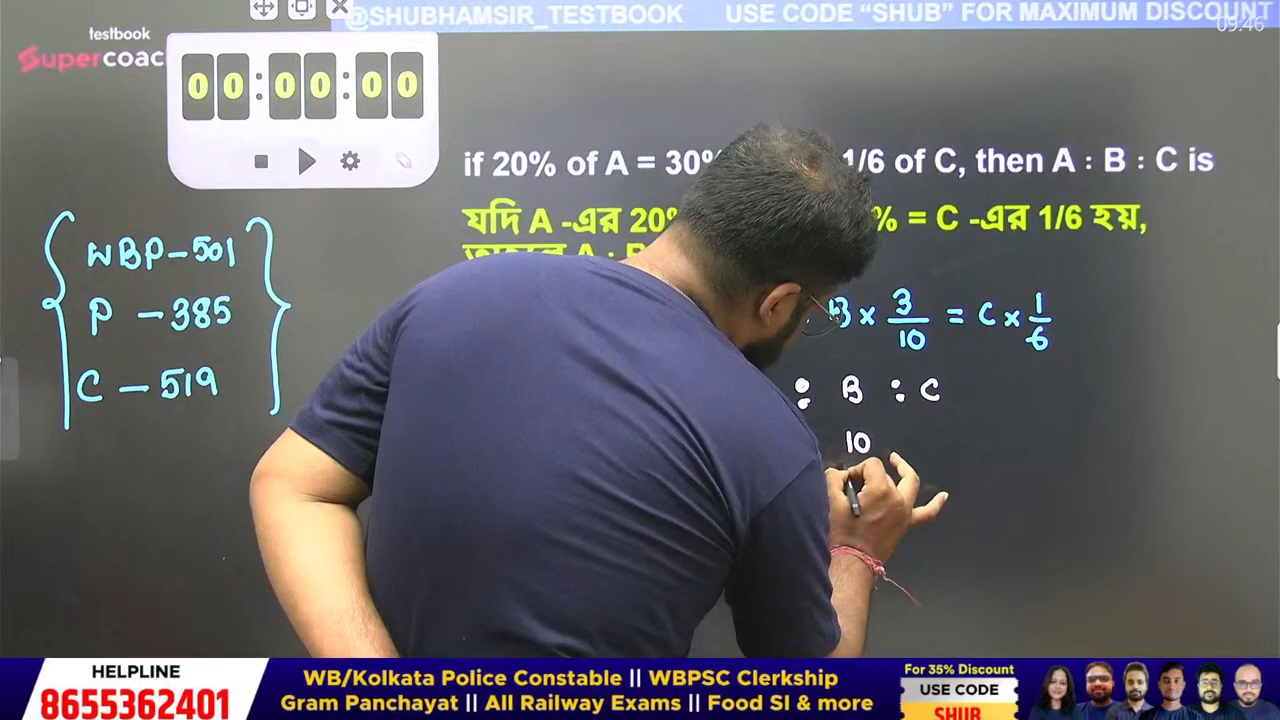 @SHUBHAMSIR_TESTBOOK USE CODE “SHUB” FOR MAXIMUM DISCOUNT
09:46
testbook
Supercoac
00:00:00
if 20% of A = 30% 1/6 of C, then A : B : C is
যদি A -এর 20 % = C -এর 1/6 হয়,
তাহলে A :
WBP-501
P - 385
C - 519
B × 3/10 = C × 1/6
: B : C
10
HELPLINE
8655362401
WB/Kolkata Police Constable || WBPSC Clerkship
Gram Panchayat || All Railway Exams || Food SI & more
For 35% Discount
USE CODE
SHUB